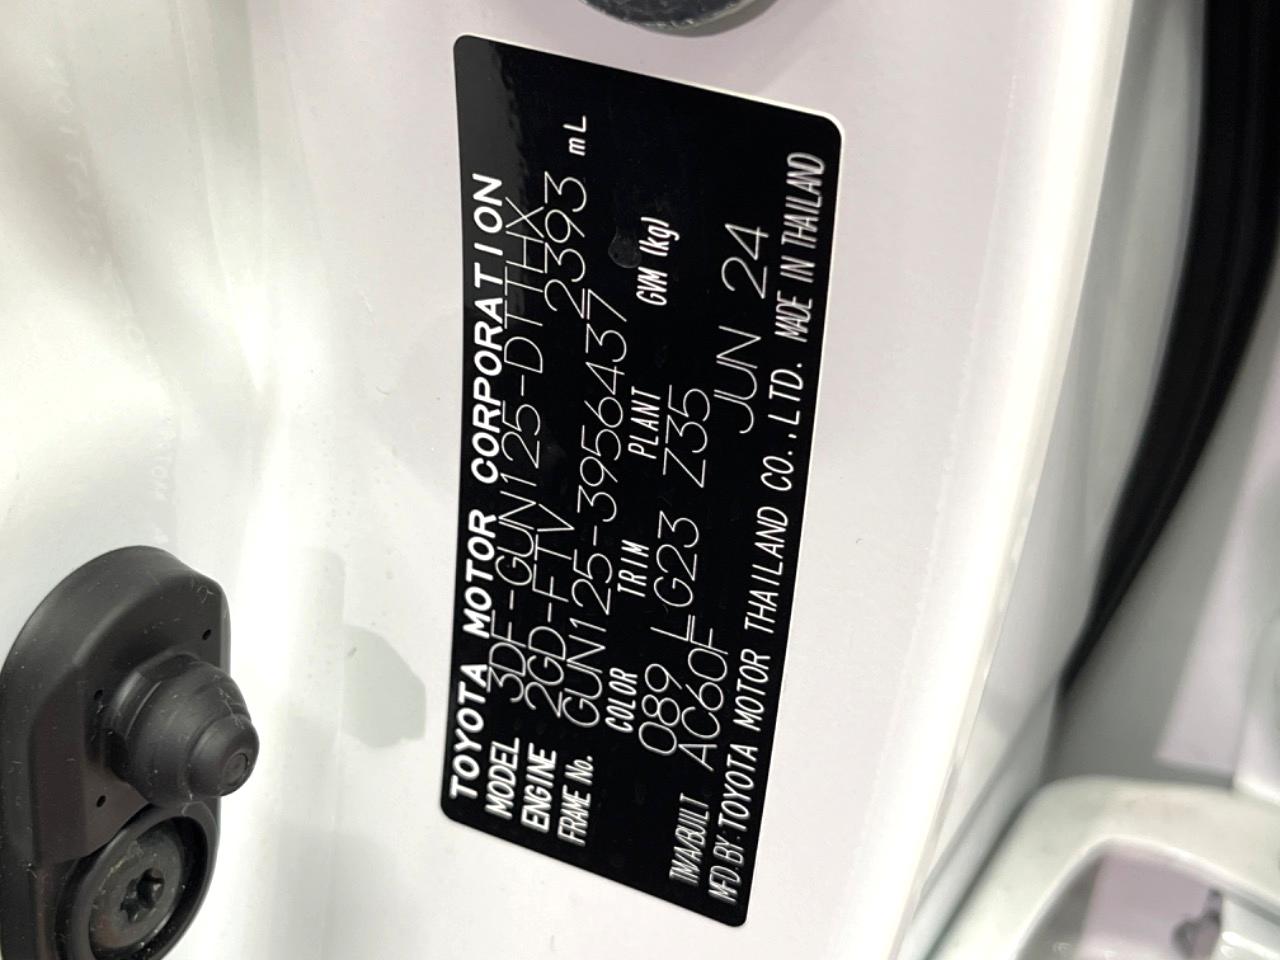 TOYOTA MOTOR CORPORATION
MODEL 3DF-GUN125-DTTHX
ENGINE 2GD-FTV 2393 mL
FRAME No. GUN125-3956437
COLOR TRIM PLANT GVM (kg)
089 LG23 Z35
TM/A/BUILT AC60F JUN 24
MFD.BY:TOYOTA MOTOR THAILAND CO.,LTD. MADE IN THAILAND